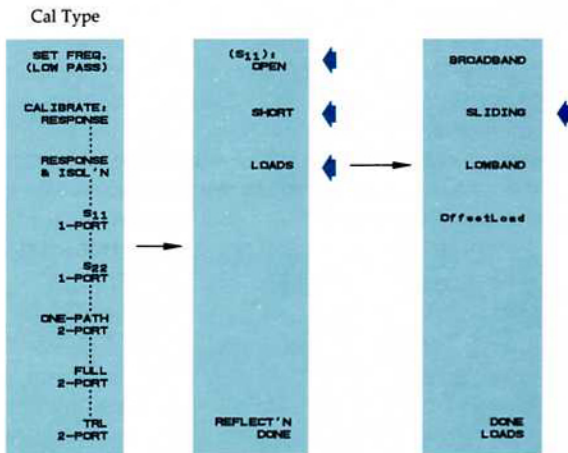 Cal Type
SET FREQ.
(LOW PASS)
CALIBRATE:
RESPONSE
RESPONSE
& ISOL'N
S11
1-PORT
S22
1-PORT
ONE-PATH
2-PORT
FULL
2-PORT
TRL
2-PORT
(S11):
OPEN
SHORT
LOADS
REFLECT'N
DONE
BROADBAND
SLIDING
LOWBAND
OffsetLoad
DONE
LOADS